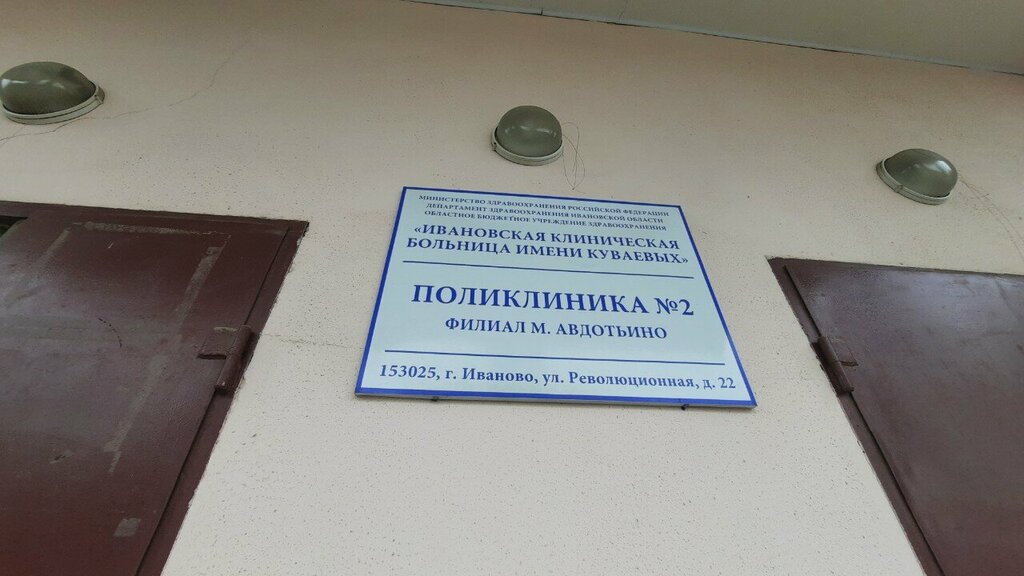 МИНИСТЕРСТВО ЗДРАВООХРАНЕНИЯ РОССИЙСКОЙ ФЕДЕРАЦИИ
ДЕПАРТАМЕНТ ЗДРАВООХРАНЕНИЯ ИВАНОВСКОЙ ОБЛАСТИ
ОБЛАСТНОЕ БЮДЖЕТНОЕ УЧРЕЖДЕНИЕ ЗДРАВООХРАНЕНИЯ
«ИВАНОВСКАЯ КЛИНИЧЕСКАЯ
БОЛЬНИЦА ИМЕНИ КУВАЕВЫХ»
ПОЛИКЛИНИКА №2
ФИЛИАЛ М. АВДОТЬИНО
153025, г. Иваново, ул. Революционная, д. 22